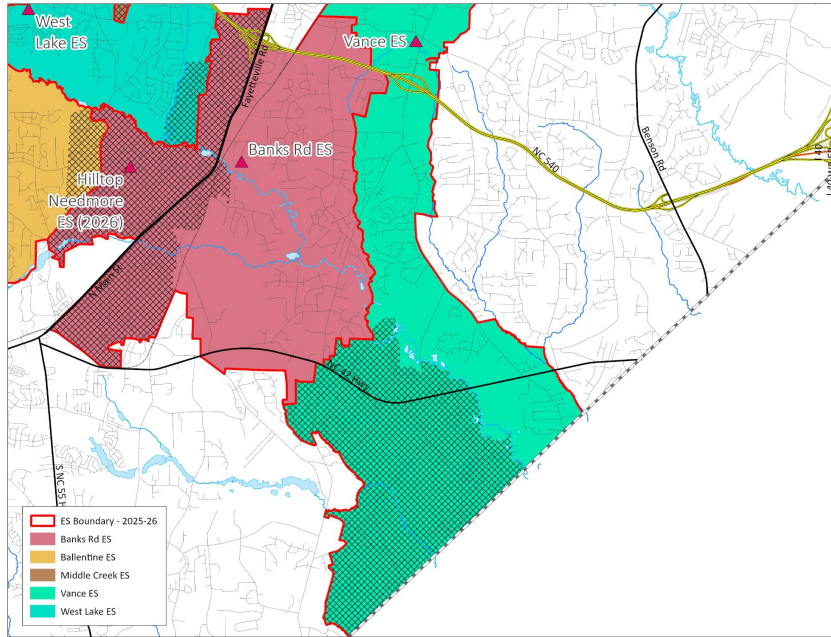 West
Lake ES
Vance ES
Fayetteville Rd
Banks Rd ES
Hilltop
Needmore
ES (2026)
NC 540
Benson Rd
I 40
N Main St
NC 42 HWY
S NC 55 H
ES Boundary - 2025-26
Banks Rd ES
Ballentine ES
Middle Creek ES
Vance ES
West Lake ES